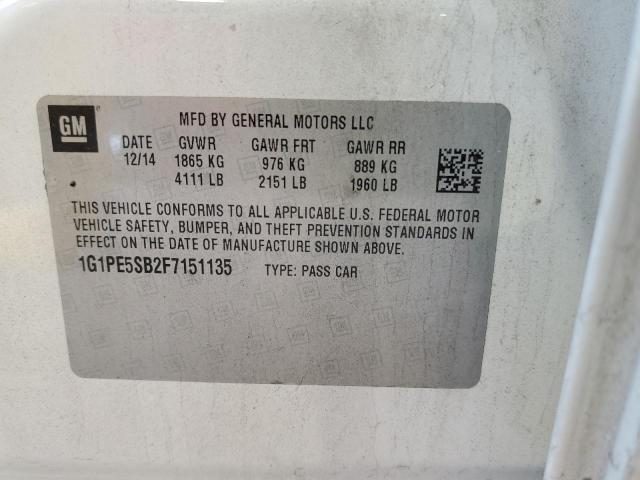 GM MFD BY GENERAL MOTORS LLC
DATE GVWR GAWR FRT GAWR RR
12/14 1865 KG 976 KG 889 KG
4111 LB 2151 LB 1960 LB
THIS VEHICLE CONFORMS TO ALL APPLICABLE U.S. FEDERAL MOTOR
VEHICLE SAFETY, BUMPER, AND THEFT PREVENTION STANDARDS IN
EFFECT ON THE DATE OF MANUFACTURE SHOWN ABOVE.
1G1PE5SB2F7151135 TYPE: PASS CAR